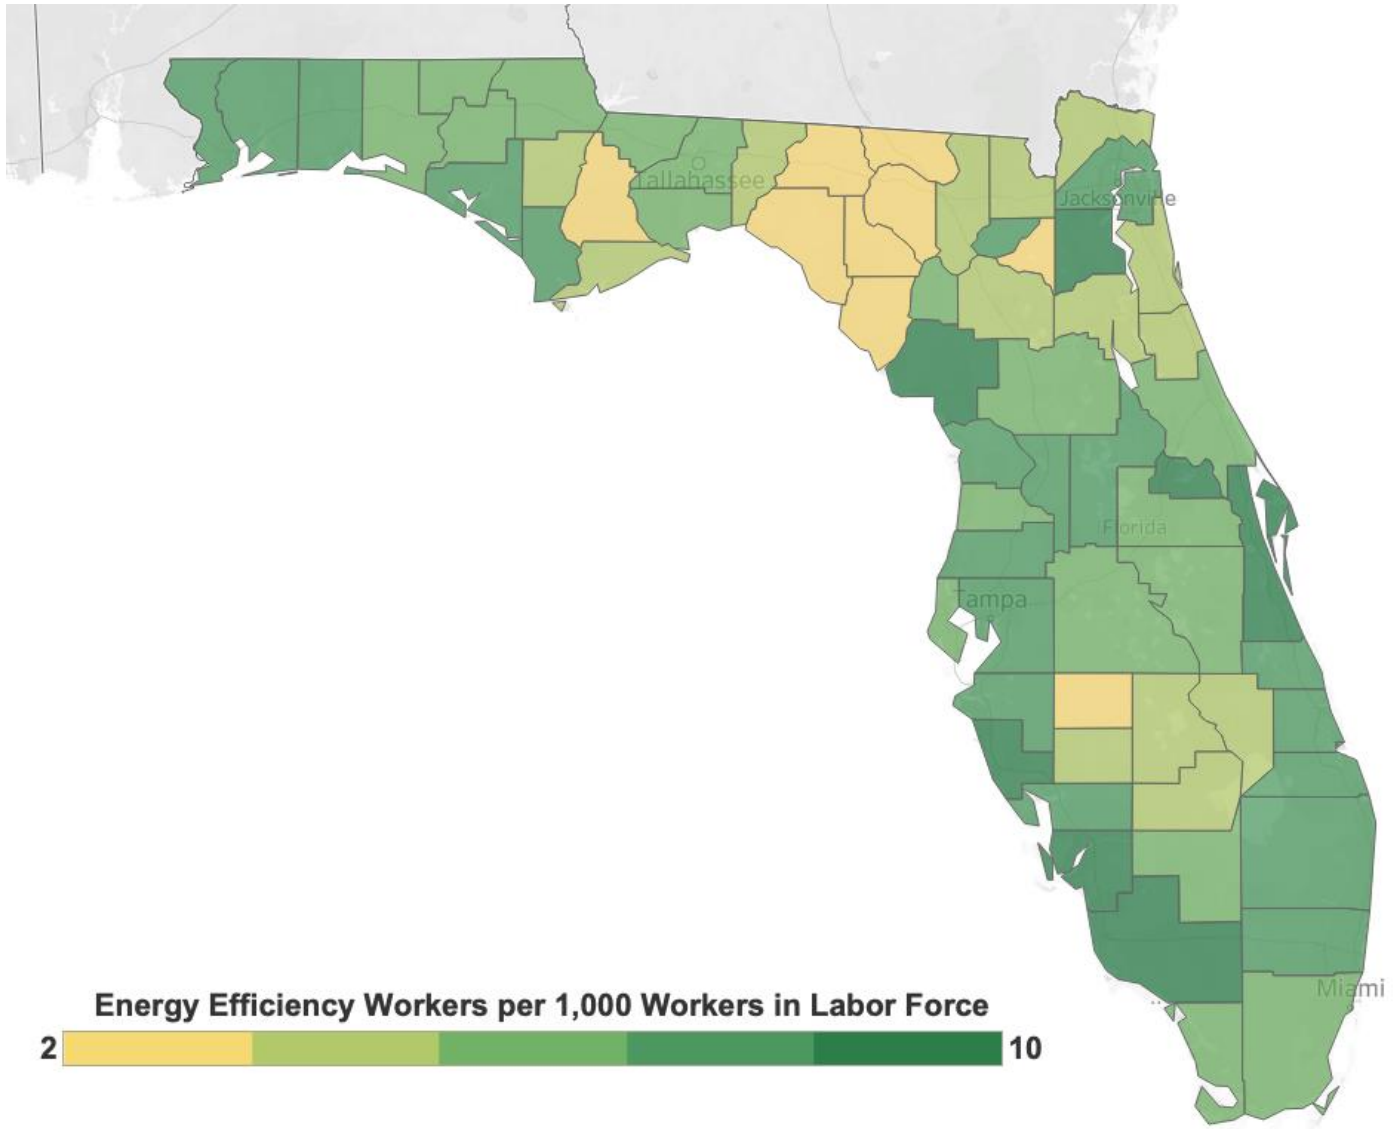 Tallahassee
Jacksonville
Florida
Tampa
Miami
Energy Efficiency Workers per 1,000 Workers in Labor Force
2
10